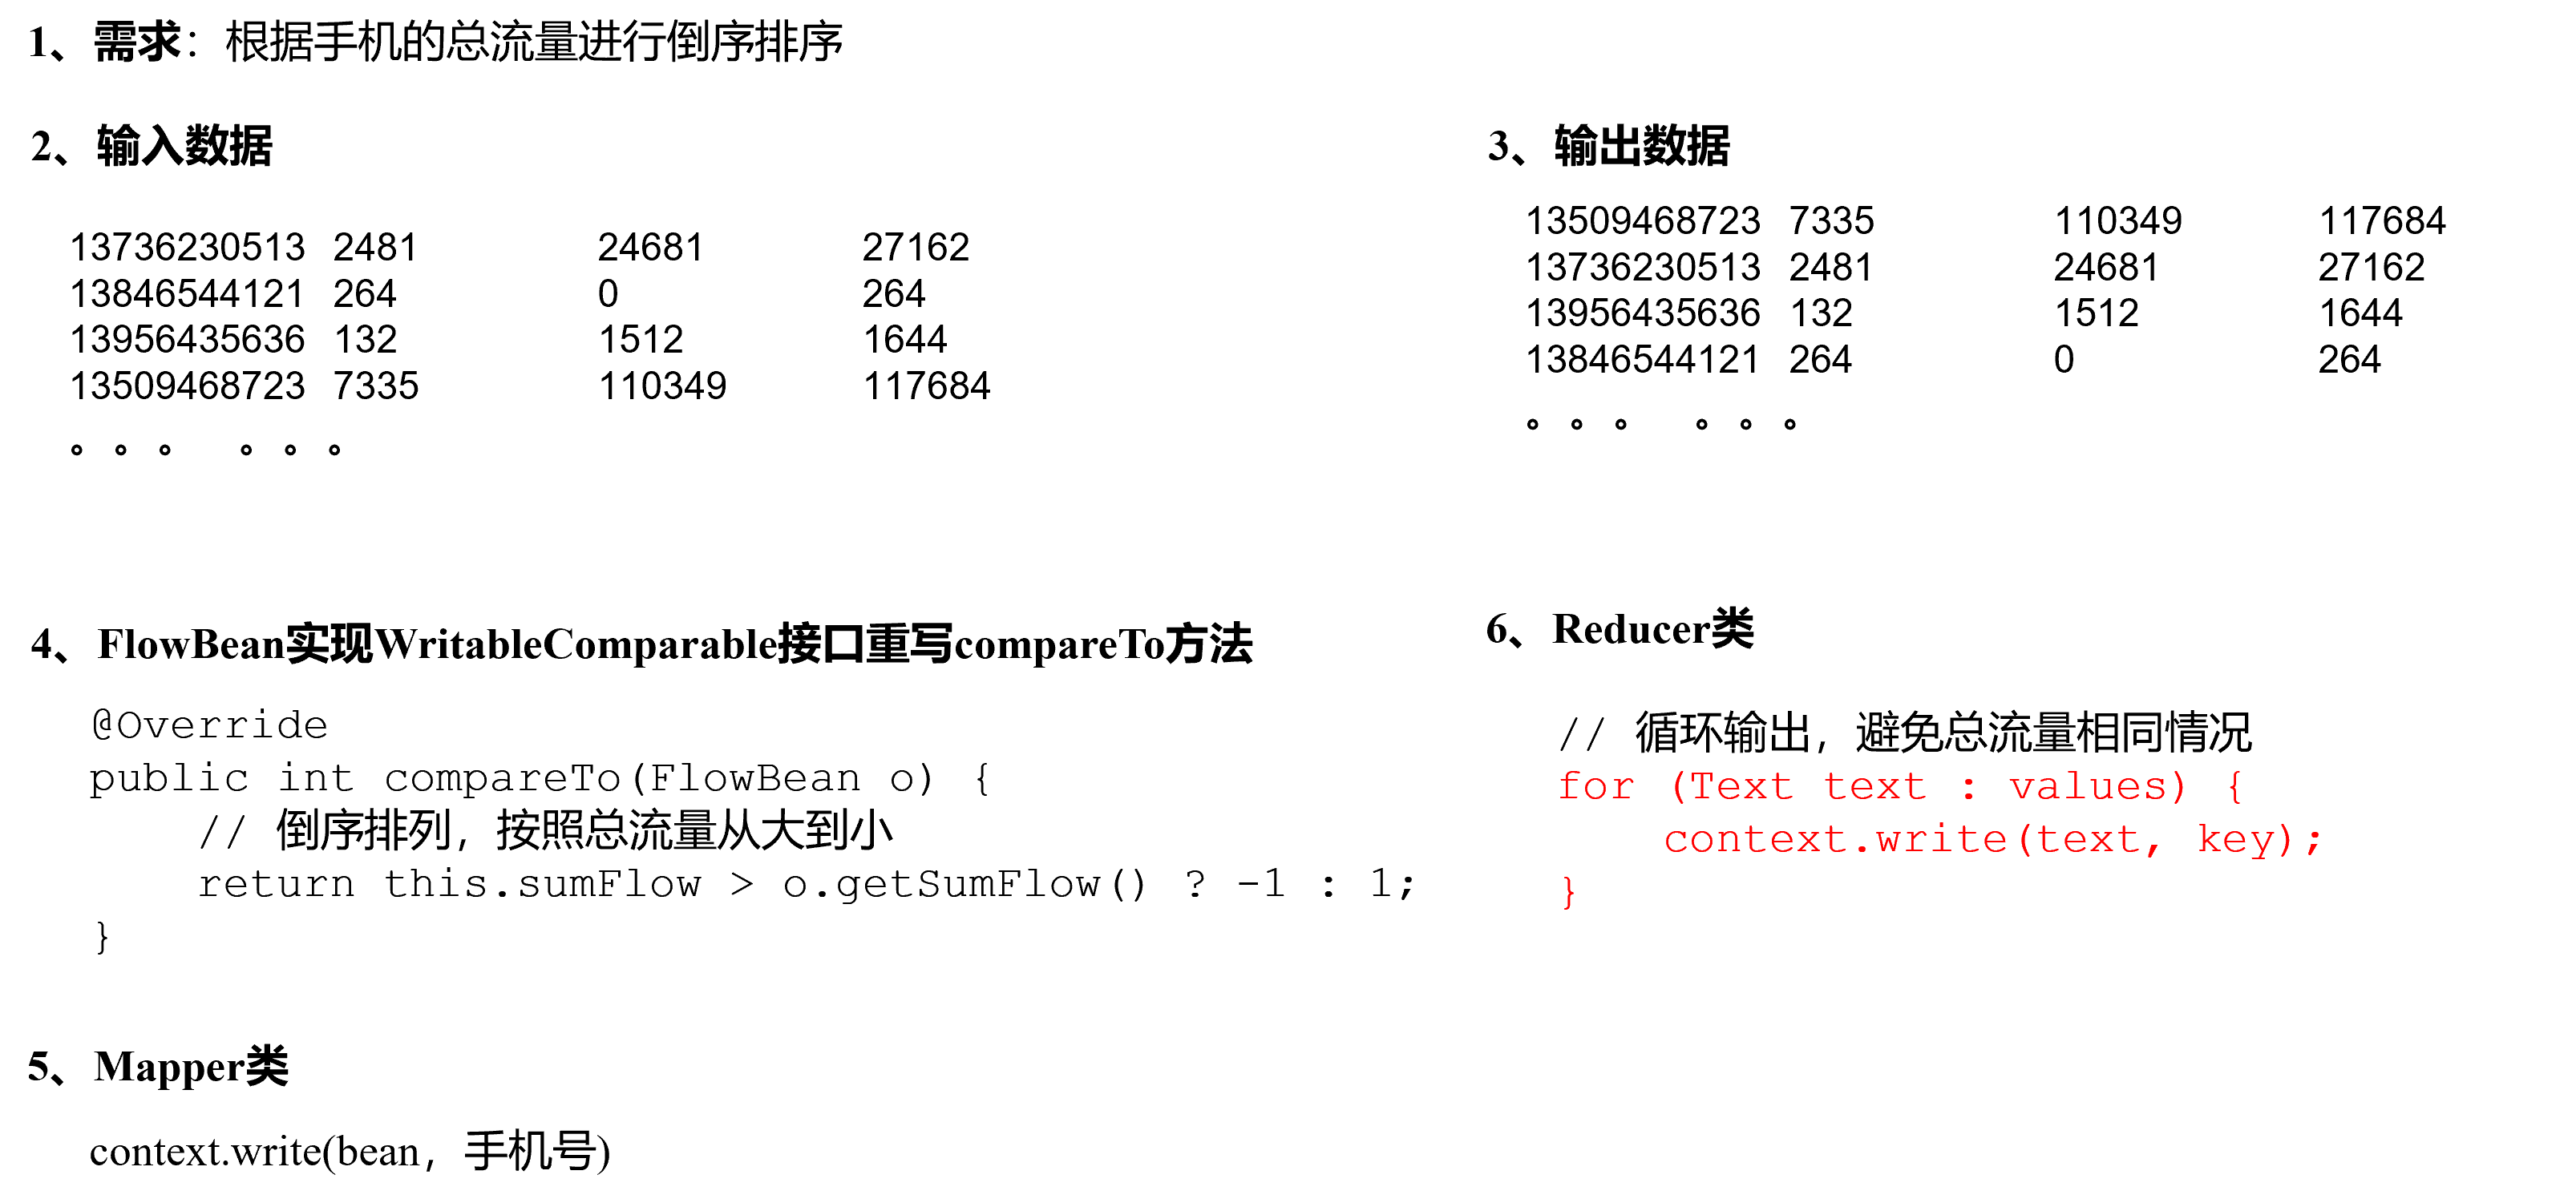 1、需求：根据手机的总流量进行倒序排序
2、输入数据
13736230513 2481 24681 27162
13846544121 264 0 264
13956435636 132 1512 1644
13509468723 7335 110349 117684
。。。 。。。
3、输出数据
13509468723 7335 110349 117684
13736230513 2481 24681 27162
13956435636 132 1512 1644
13846544121 264 0 264
。。。 。。。
4、FlowBean实现WritableComparable接口重写compareTo方法
@Override
public int compareTo(FlowBean o) {
// 倒序排列，按照总流量从大到小
return this.sumFlow > o.getSumFlow() ? -1 : 1;
}
5、Mapper类
context.write(bean，手机号)
6、Reducer类
// 循环输出，避免总流量相同情况
for (Text text : values) {
context.write(text, key);
}